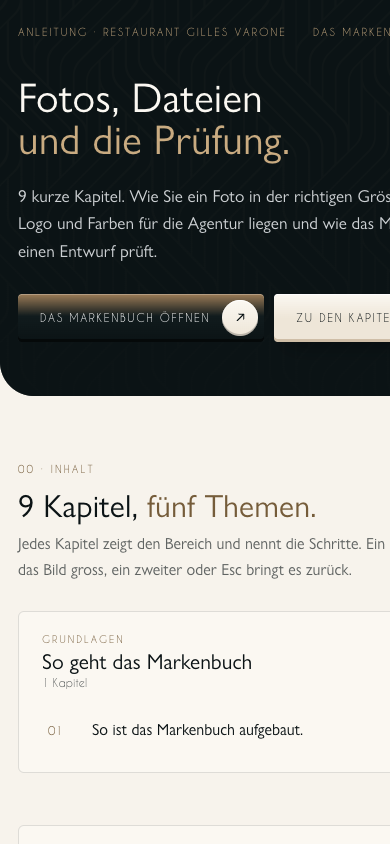 ANLEITUNG · RESTAURANT GILLES VARONE DAS MARKEN
Fotos, Dateien
und die Prüfung.
9 kurze Kapitel. Wie Sie ein Foto in der richtigen Grös
Logo und Farben für die Agentur liegen und wie das M
einen Entwurf prüft.
DAS MARKENBUCH ÖFFNEN ZU DEN KAPITE
00 · INHALT
9 Kapitel, fünf Themen.
Jedes Kapitel zeigt den Bereich und nennt die Schritte. Ein
das Bild gross, ein zweiter oder Esc bringt es zurück.
GRUNDLAGEN
So geht das Markenbuch
1 Kapitel
01 So ist das Markenbuch aufgebaut.